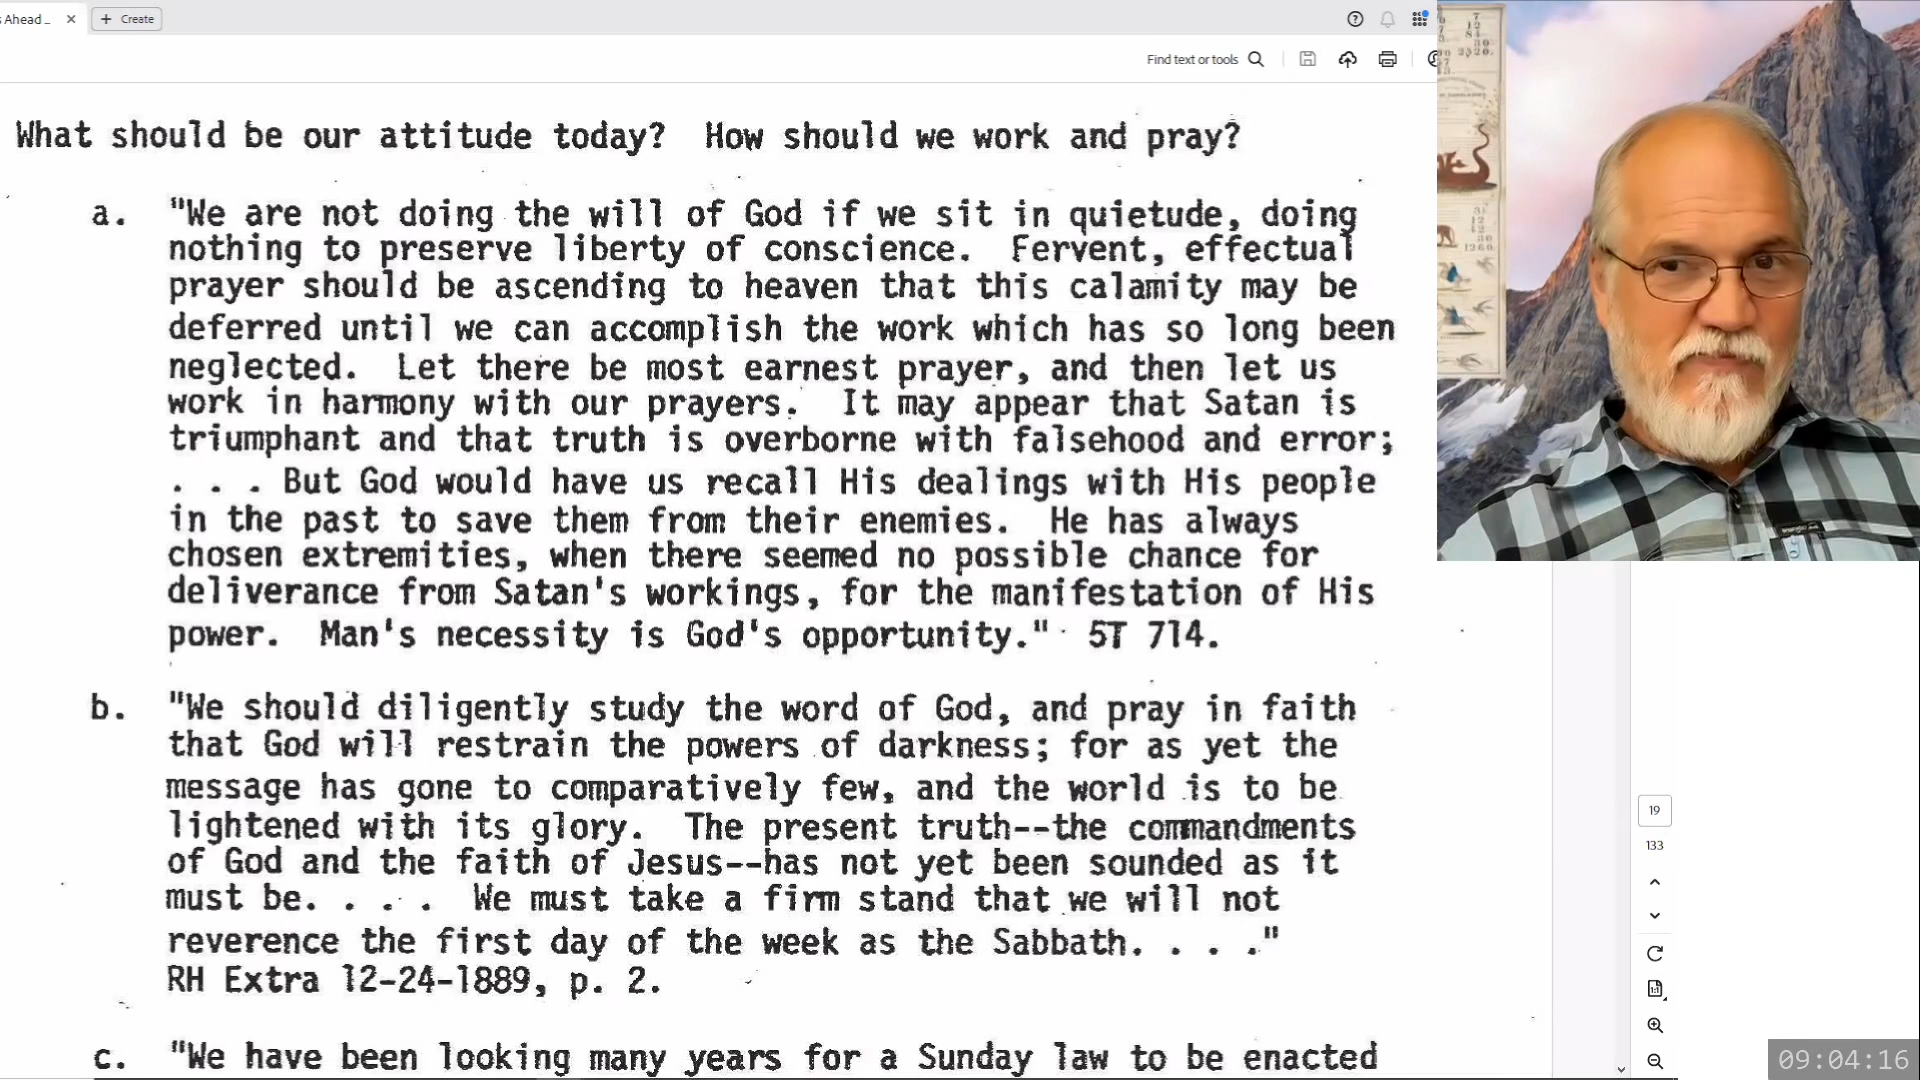 s Ahead _
Create
Find text or tools
What should be our attitude today? How should we work and pray?
a. "We are not doing the will of God if we sit in quietude, doing
nothing to preserve liberty of conscience. Fervent, effectual
prayer should be ascending to heaven that this calamity may be
deferred until we can accomplish the work which has so long been
neglected. Let there be most earnest prayer, and then let us
work in harmony with our prayers. It may appear that Satan is
triumphant and that truth is overborne with falsehood and error;
. . . But God would have us recall His dealings with His people
in the past to save them from their enemies. He has always
chosen extremities, when there seemed no possible chance for
deliverance from Satan's workings, for the manifestation of His
power. Man's necessity is God's opportunity." 5T 714.
b. "We should diligently study the word of God, and pray in faith
that God will restrain the powers of darkness; for as yet the
message has gone to comparatively few, and the world is to be
lightened with its glory. The present truth--the commandments
of God and the faith of Jesus--has not yet been sounded as it
must be. . . . We must take a firm stand that we will not
reverence the first day of the week as the Sabbath. . . ."
RH Extra 12-24-1889, p. 2.
c. "We have been looking many years for a Sunday law to be enacted
19
133
09:04:16